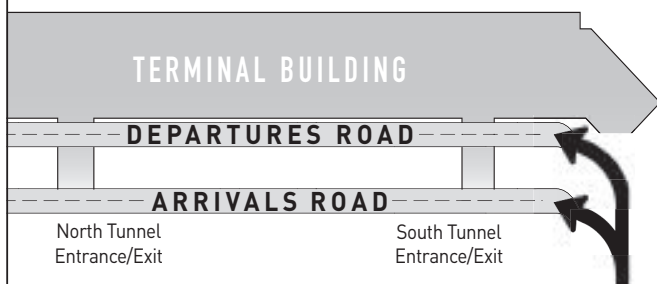 TERMINAL BUILDING
DEPARTURES ROAD
ARRIVALS ROAD
North Tunnel
Entrance/Exit
South Tunnel
Entrance/Exit